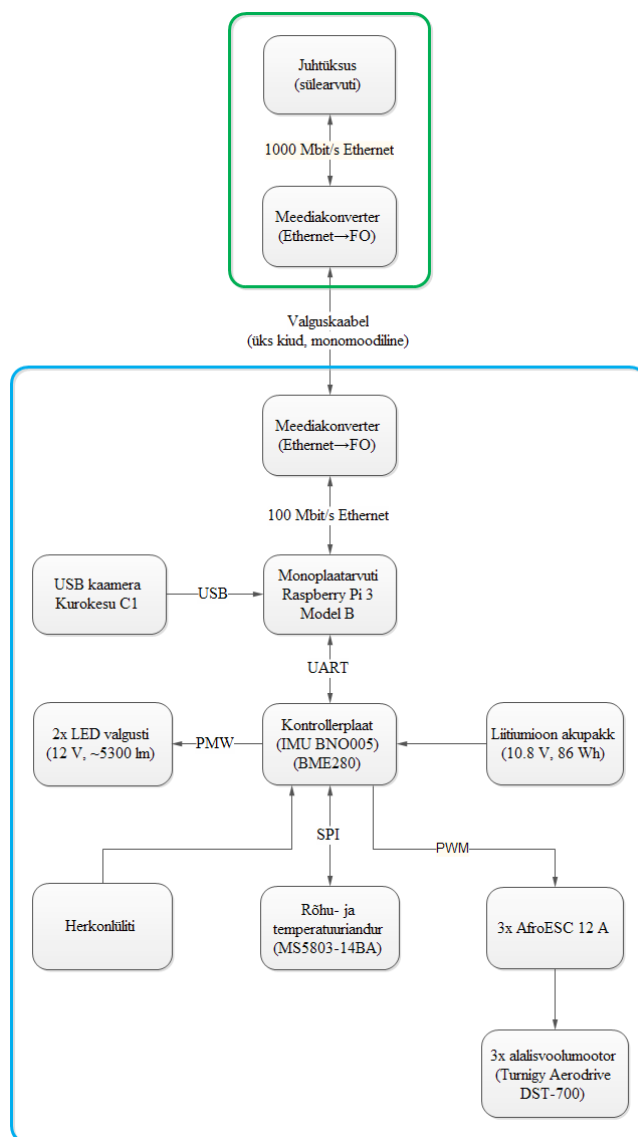 Juhtüksus
(sülearvuti)
1000 Mbit/s Ethernet
Meediakonverter
(Ethernet→FO)
Valguskaabel
(üks kiud, monomoodiline)
Meediakonverter
(Ethernet→FO)
100 Mbit/s Ethernet
USB kaamera
Kurokesu C1
USB
Monoplaatarvuti
Raspberry Pi 3
Model B
UART
2x LED valgusti
(12 V, ~5300 lm)
PMW
Kontrollerplaat
(IMU BNO005)
(BME280)
Liitiumioon akupakk
(10.8 V, 86 Wh)
SPI
PWM
Herkonlüliti
Rõhu- ja
temperatuuriandur
(MS5803-14BA)
3x AfroESC 12 A
3x alalisvoolumootor
(Turnigy Aerodrive
DST-700)